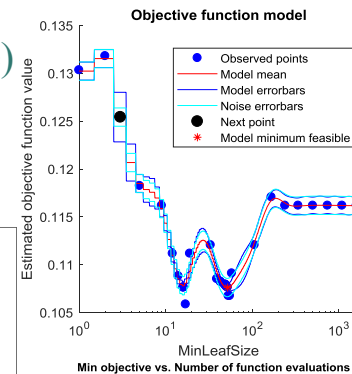 )
Objective function model
Estimated objective function value
0.135
0.13
0.125
0.12
0.115
0.11
0.105
Observed points
Model mean
Model errorbars
Noise errorbars
Next point
Model minimum feasible
10^0
10^1
10^2
10^3
MinLeafSize
Min objective vs. Number of function evaluations